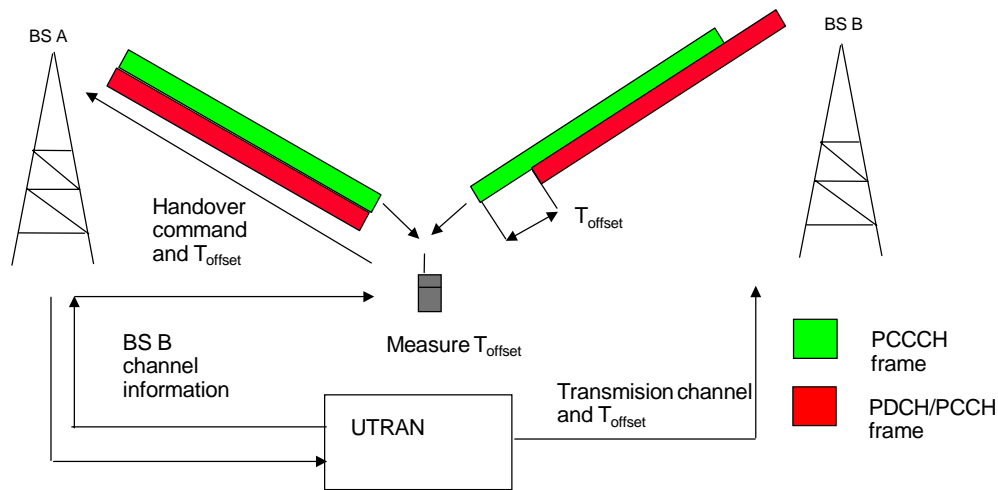 BS A
BS B
Handover
command
and Toffset
Toffset
Measure Toffset
BS B
channel
information
UTRAN
Transmision channel
and Toffset
PCCCH
frame
PDCH/PCCH
frame